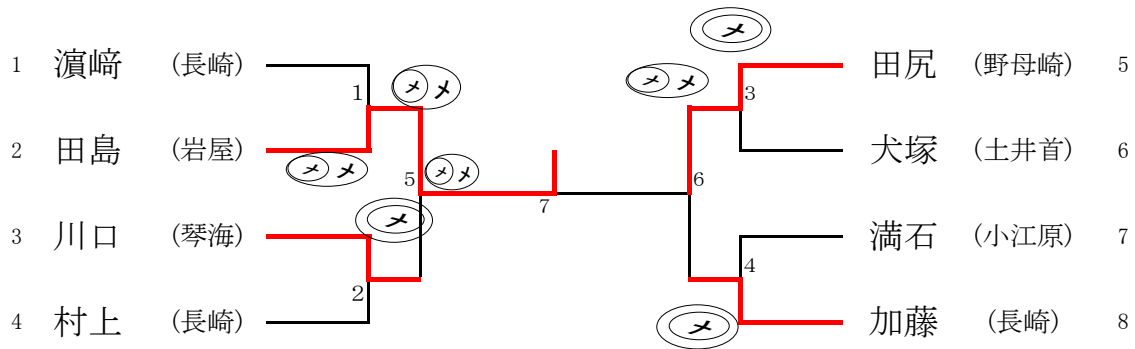 1 濵﨑 (長崎)
2 田島 (岩屋)
3 川口 (琴海)
4 村上 (長崎)
田尻 (野母崎) 5
犬塚 (土井首) 6
満石 (小江原) 7
加藤 (長崎) 8
1
2
5
7
3
6
4
メメ
メメ
メメ
メ
メ
メメ
メ